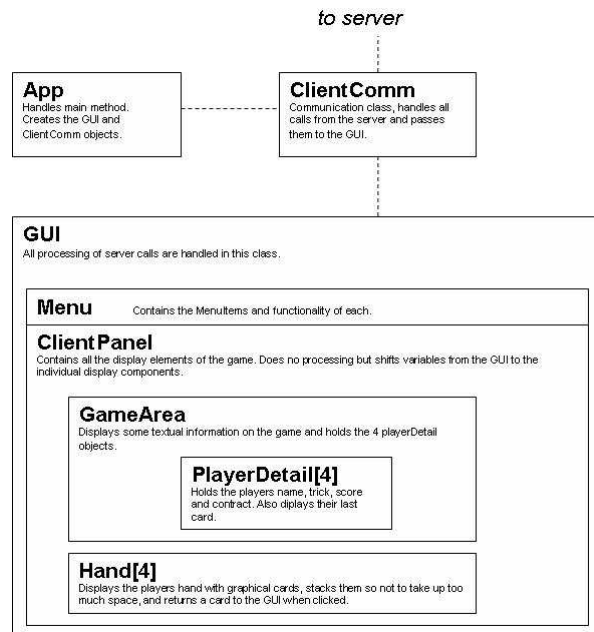 to server
App
Handles main method.
Creates the GUI and
ClientComm objects.
ClientComm
Communication class, handles all
calls from the server and passes
them to the GUI.
GUI
All processing of server calls are handled in this class.
Menu Contains the MenuItems and functionality of each.
ClientPanel
Contains all the display elements of the game. Does no processing but shifts variables from the GUI to the
individual display components.
GameArea
Displays some textual information on the game and holds the 4 playerDetail
objects.
PlayerDetail[4]
Holds the players name, trick, score
and contract. Also diplays their last
card.
Hand[4]
Displays the players hand with graphical cards, stacks them so not to take up too
much space, and returns a card to the GUI when clicked.